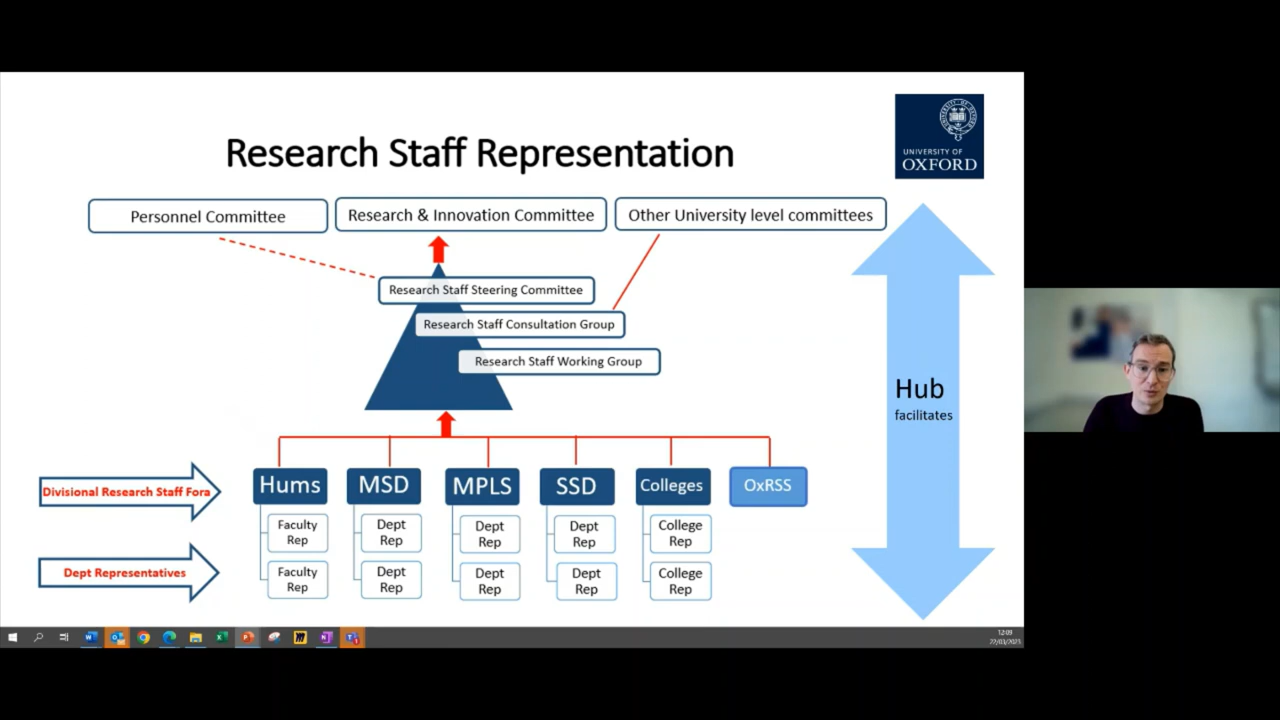 UNIVERSITY OF
OXFORD
Research Staff Representation
Personnel Committee
Research & Innovation Committee
Other University level committees
Research Staff Steering Committee
Research Staff Consultation Group
Research Staff Working Group
Hub
facilitates
Divisional Research Staff Fora
Hums
MSD
MPLS
SSD
Colleges
OxRSS
Faculty
Rep
Dept
Rep
Dept
Rep
Dept
Rep
College
Rep
Dept Representatives
Faculty
Rep
Dept
Rep
Dept
Rep
Dept
Rep
College
Rep
12:03